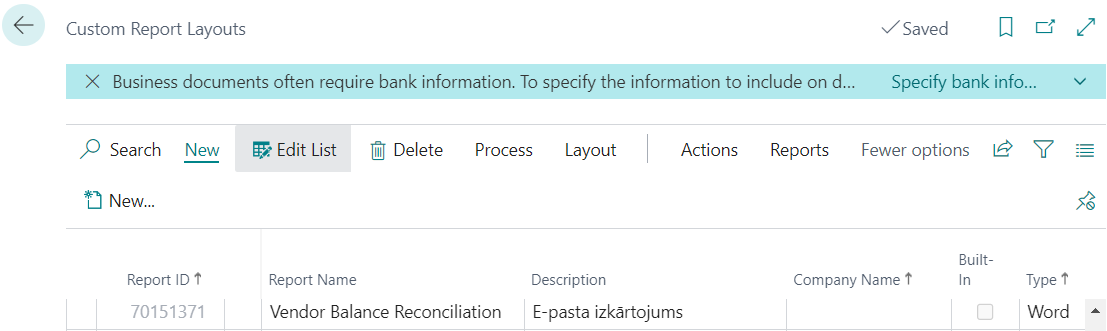 Custom Report Layouts
Saved
Business documents often require bank information. To specify the information to include on d... Specify bank info...
Search New Edit List Delete Process Layout Actions Reports Fewer options
New...
Report ID ↑ Report Name Description Company Name ↑ Built-In Type ↑
70151371 Vendor Balance Reconciliation E-pasta izkārtojums Word